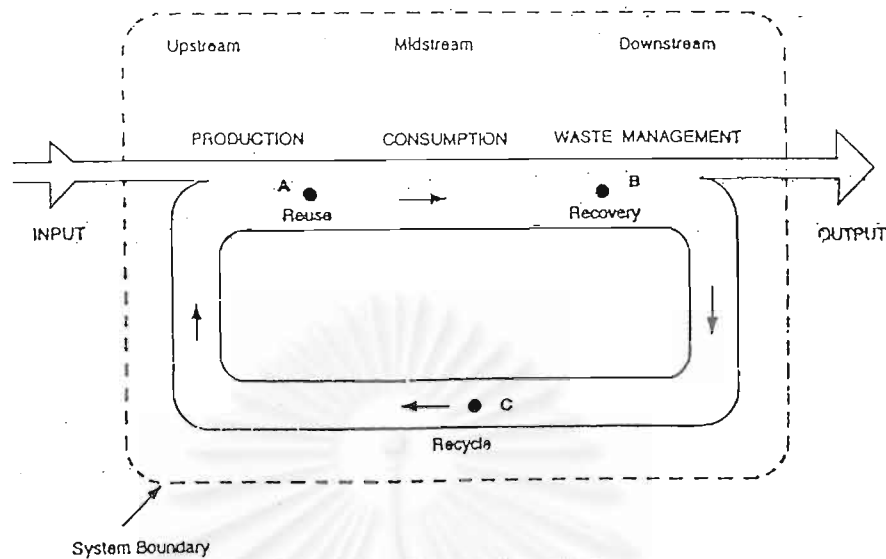 Upstream Midstream Downstream
PRODUCTION CONSUMPTION WASTE MANAGEMENT
A B
Reuse Recovery
INPUT OUTPUT
C
Recycle
System Boundary